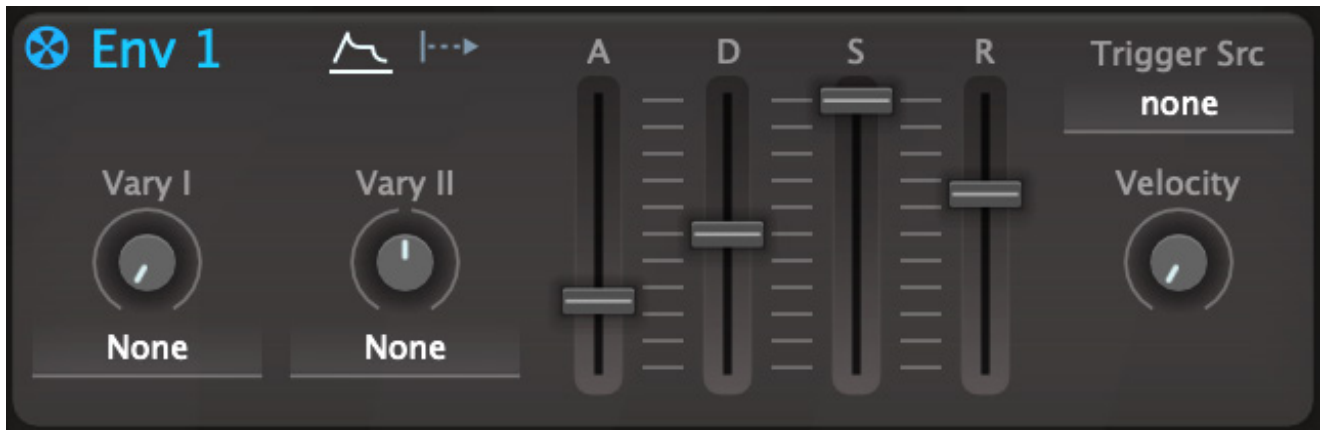 Env 1
A D S R
Trigger Src
none
Vary I
Vary II
Velocity
None
None